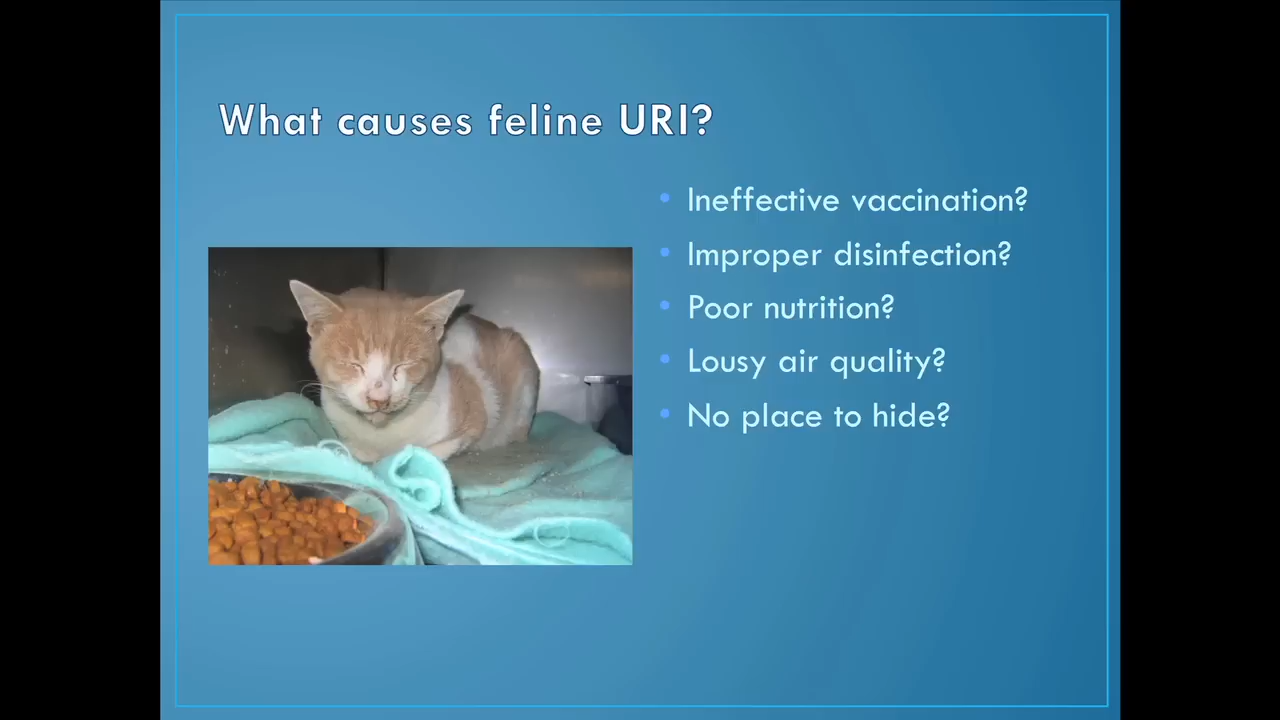 What causes feline URI?
• Ineffective vaccination?
• Improper disinfection?
• Poor nutrition?
• Lousy air quality?
• No place to hide?